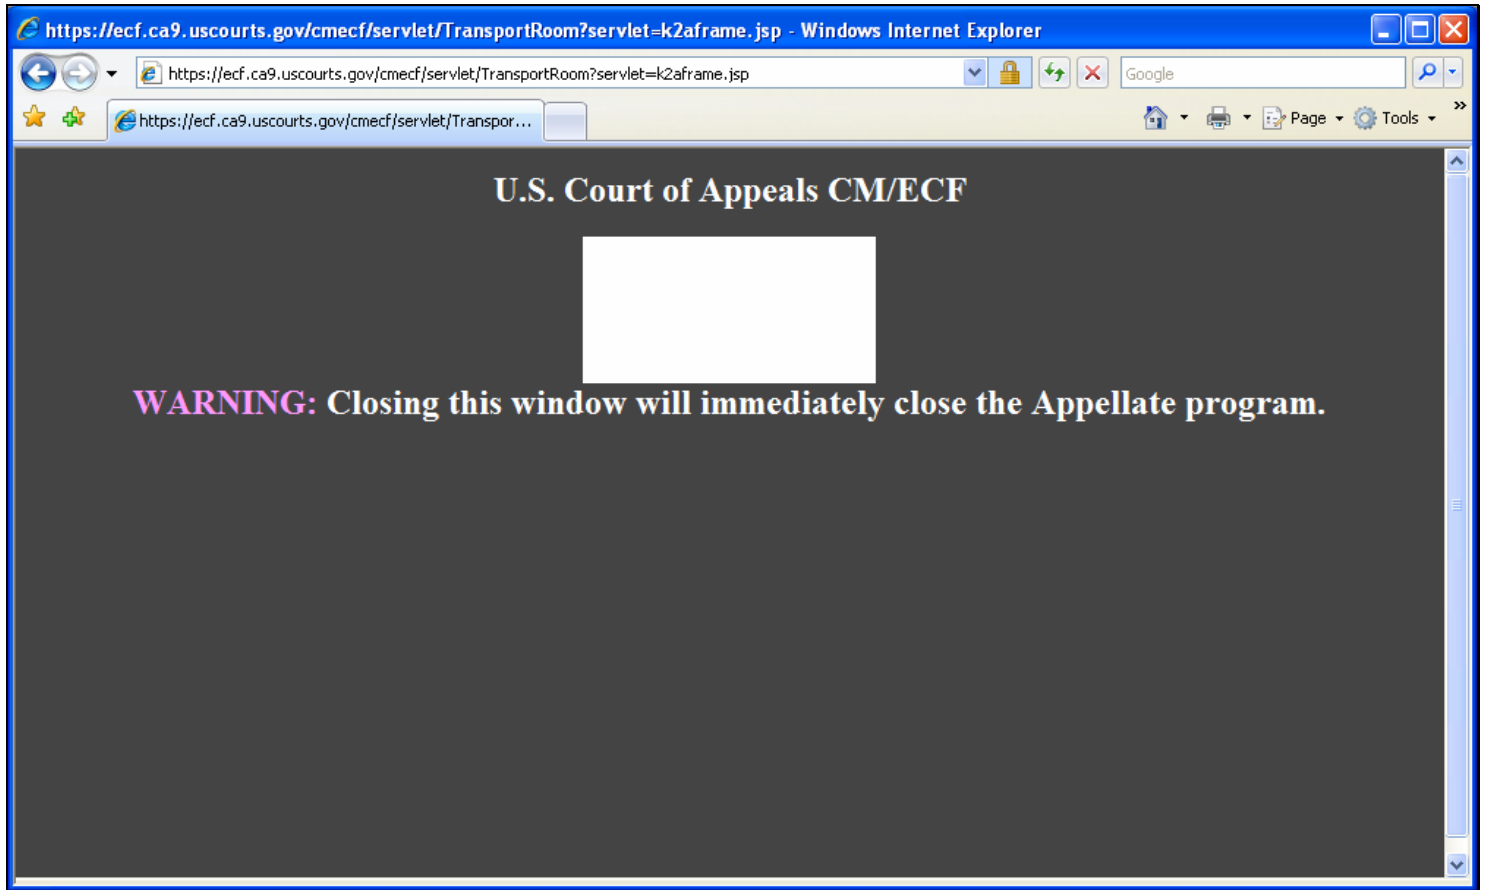 https://ecf.ca9.uscourts.gov/cmecf/servlet/TransportRoom?servlet=k2aframe.jsp - Windows Internet Explorer
https://ecf.ca9.uscourts.gov/cmecf/servlet/TransportRoom?servlet=k2aframe.jsp
Google
https://ecf.ca9.uscourts.gov/cmecf/servlet/Transpor...
Page
Tools
U.S. Court of Appeals CM/ECF
WARNING: Closing this window will immediately close the Appellate program.